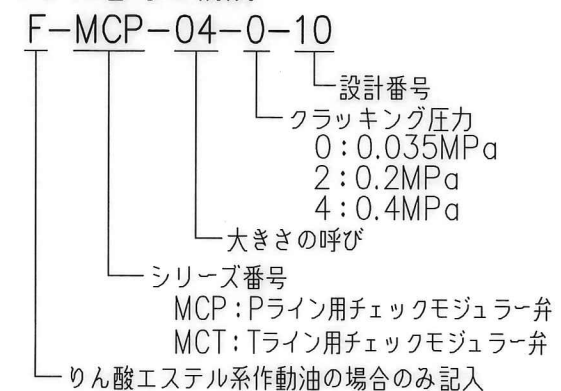 F-MCP-04-0-10
設計番号
クラッキング圧力
0:0.035MPa
2:0.2MPa
4:0.4MPa
大きさの呼び
シリーズ番号
MCP:Pライン用チェックモジュラー弁
MCT:Tライン用チェックモジュラー弁
りん酸エステル系作動油の場合のみ記入